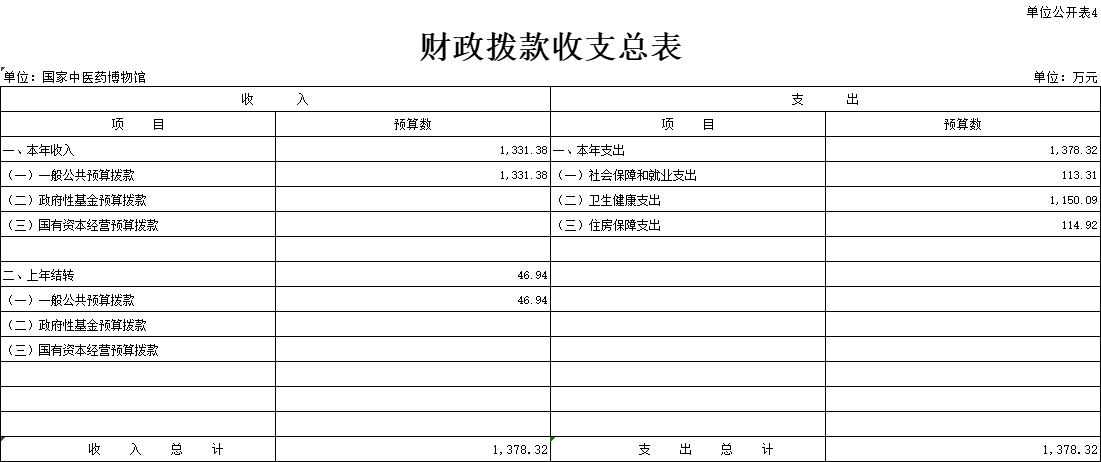 单位公开表4
财政拨款收支总表
单位：国家中医药博物馆 单位：万元
收 入 支 出
项 目 预算数 项 目 预算数
一、本年收入 1,331.38 一、本年支出 1,378.32
（一）一般公共预算拨款 1,331.38 （一）社会保障和就业支出 113.31
（二）政府性基金预算拨款 （二）卫生健康支出 1,150.09
（三）国有资本经营预算拨款 （三）住房保障支出 114.92
二、上年结转 46.94
（一）一般公共预算拨款 46.94
（二）政府性基金预算拨款
（三）国有资本经营预算拨款
收 入 总 计 1,378.32 支 出 总 计 1,378.32